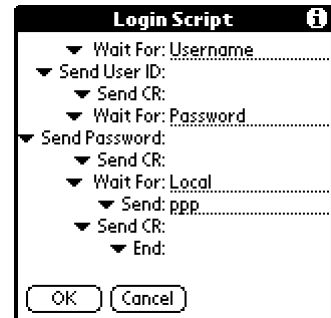 Login Script
Wait For: Username
Send User ID:
Send CR:
Wait For: Password
Send Password:
Send CR:
Wait For: Local
Send: ppp
Send CR:
End:
OK Cancel